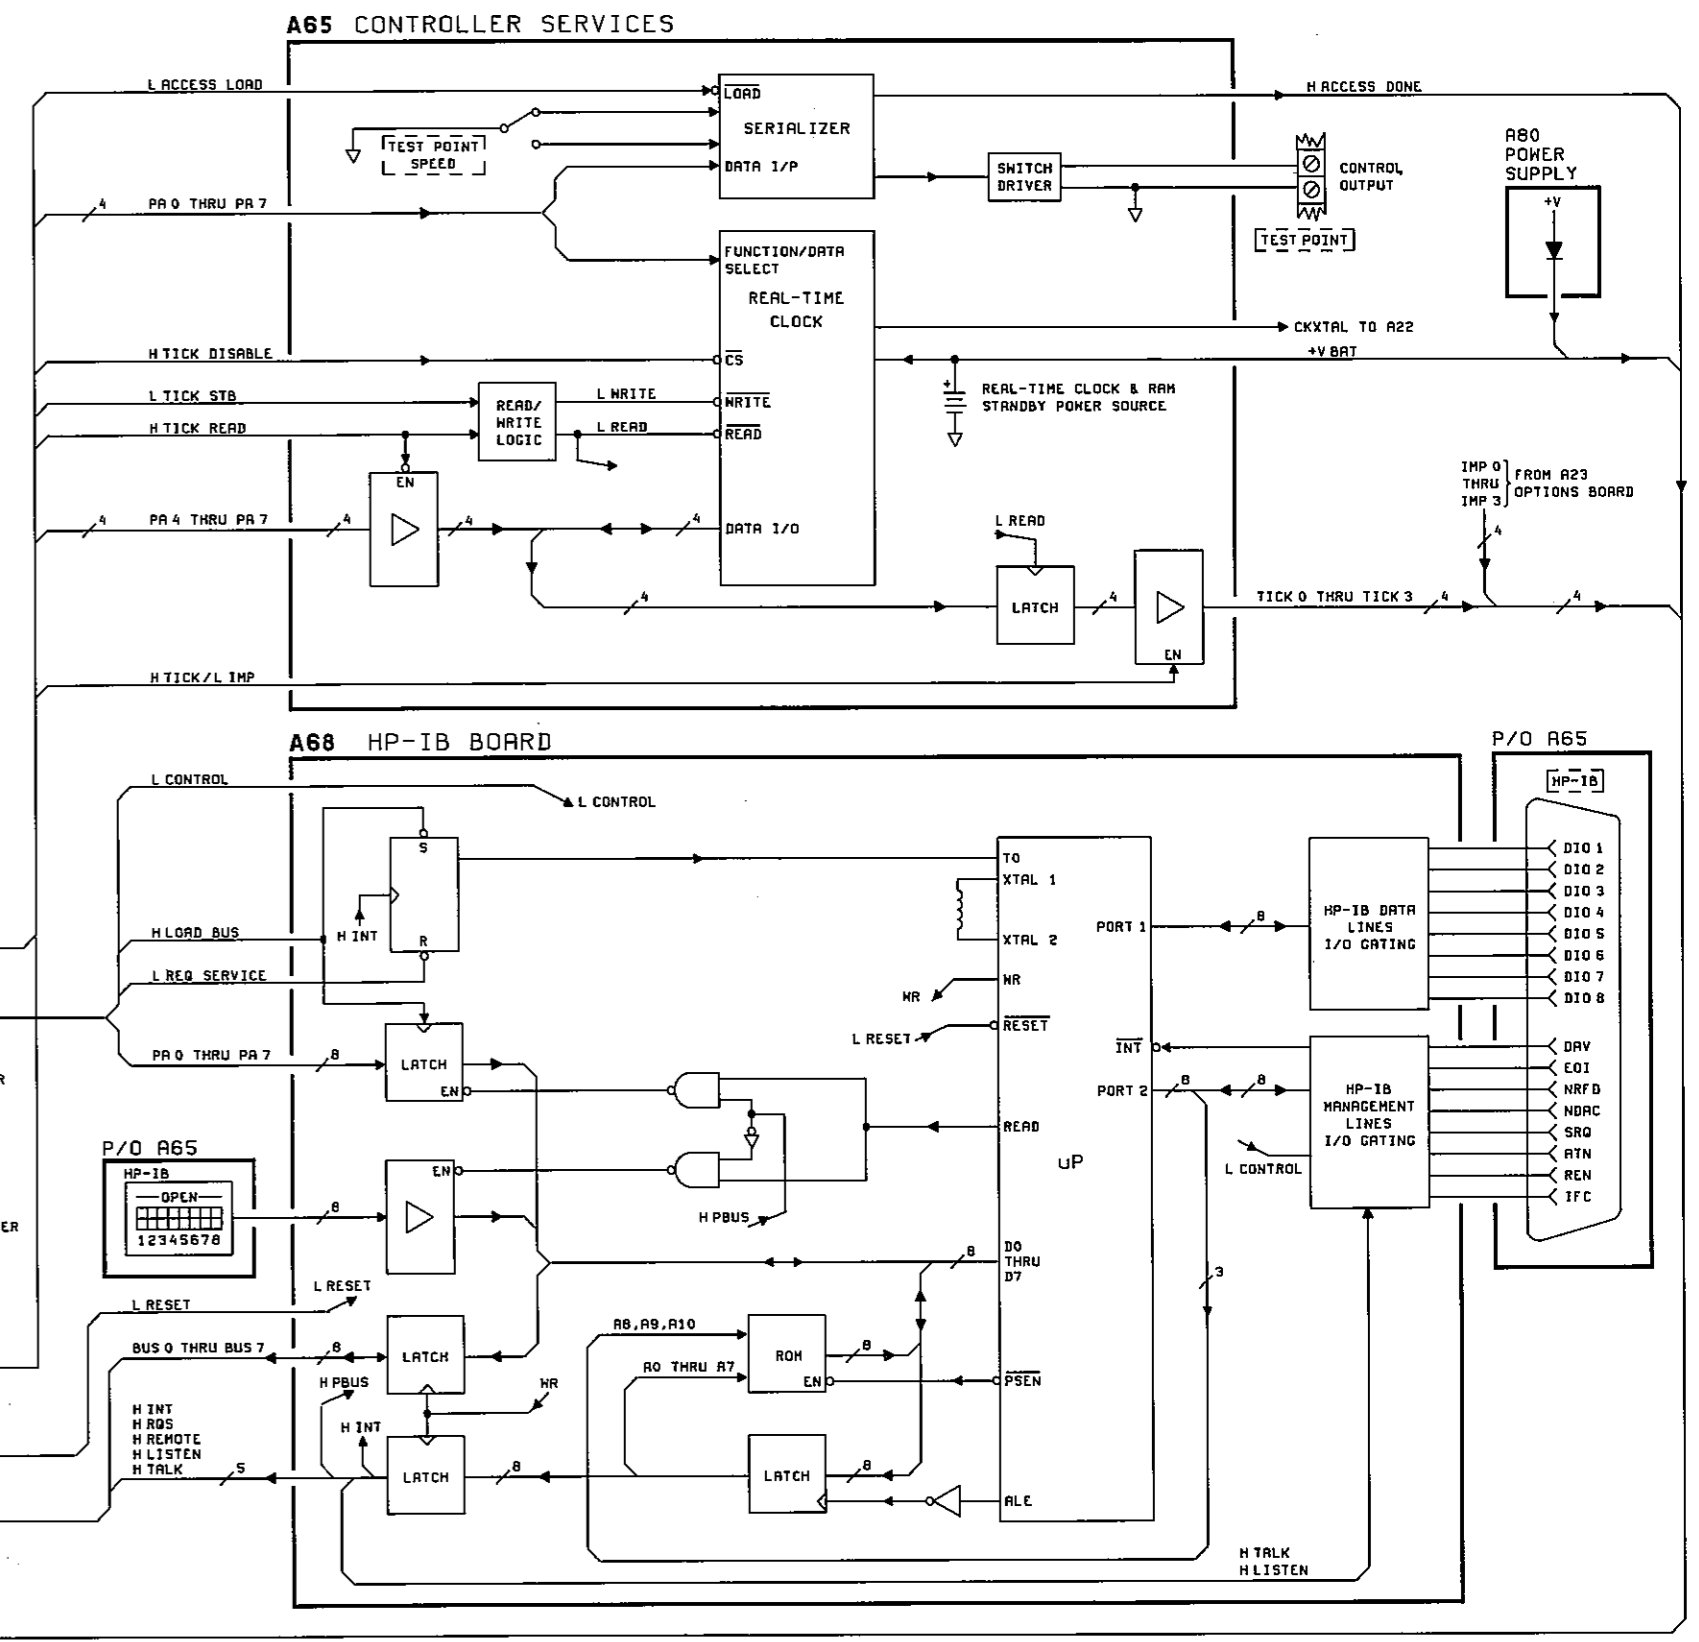 A65 CONTROLLER SERVICES
L ACCESS LOAD
LOAD
SERIALIZER
DATA I/P
TEST POINT
SPEED
H ACCESS DONE
A80
POWER
SUPPLY
+V
SWITCH
DRIVER
CONTROL
OUTPUT
TEST POINT
4
PA 0 THRU PA 7
FUNCTION/DATA
SELECT
REAL-TIME
CLOCK
CKXTAL TO A22
+V BAT
H TICK DISABLE
CS
L TICK STB
READ/
WRITE
LOGIC
L WRITE
WRITE
H TICK READ
L READ
READ
+
REAL-TIME CLOCK & RAM
STANDBY POWER SOURCE
EN
IMP 0
THRU
IMP 3
FROM A23
OPTIONS BOARD
4
4
PA 4 THRU PA 7
4
4
4
DATA I/O
L READ
4
LATCH
4
EN
TICK 0 THRU TICK 3
4
4
H TICK/L IMP
A68 HP-IB BOARD
P/O A65
HP-IB
L CONTROL
L CONTROL
S
H INT
R
H LOAD BUS
L REQ SERVICE
PA 0 THRU PA 7
8
LATCH
EN
T0
XTAL 1
XTAL 2
WR
WR
L RESET
RESET
PORT 1
8
HP-IB DATA
LINES
I/O GATING
DIO 1
DIO 2
DIO 3
DIO 4
DIO 5
DIO 6
DIO 7
DIO 8
INT
PORT 2
8
8
HP-IB
MANAGEMENT
LINES
I/O GATING
L CONTROL
DAV
EOI
NRFD
NDAC
SRQ
ATN
REN
IFC
READ
uP
R
ER
P/O A65
HP-IB
OPEN
12345678
8
EN
H PBUS
8
D0
THRU
D7
3
L RESET
L RESET
BUS 0 THRU BUS 7
8
LATCH
A8,A9,A10
A0 THRU A7
ROM
EN
8
PSEN
H PBUS
WR
H INT
H RQS
H REMOTE
H LISTEN
H TALK
5
H INT
LATCH
8
LATCH
8
ALE
H TALK
H LISTEN